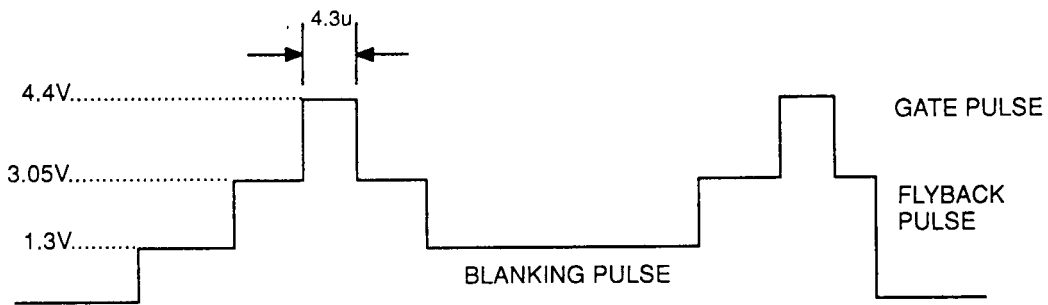 4.3u
4.4V
GATE PULSE
3.05V
FLYBACK
PULSE
1.3V
BLANKING PULSE